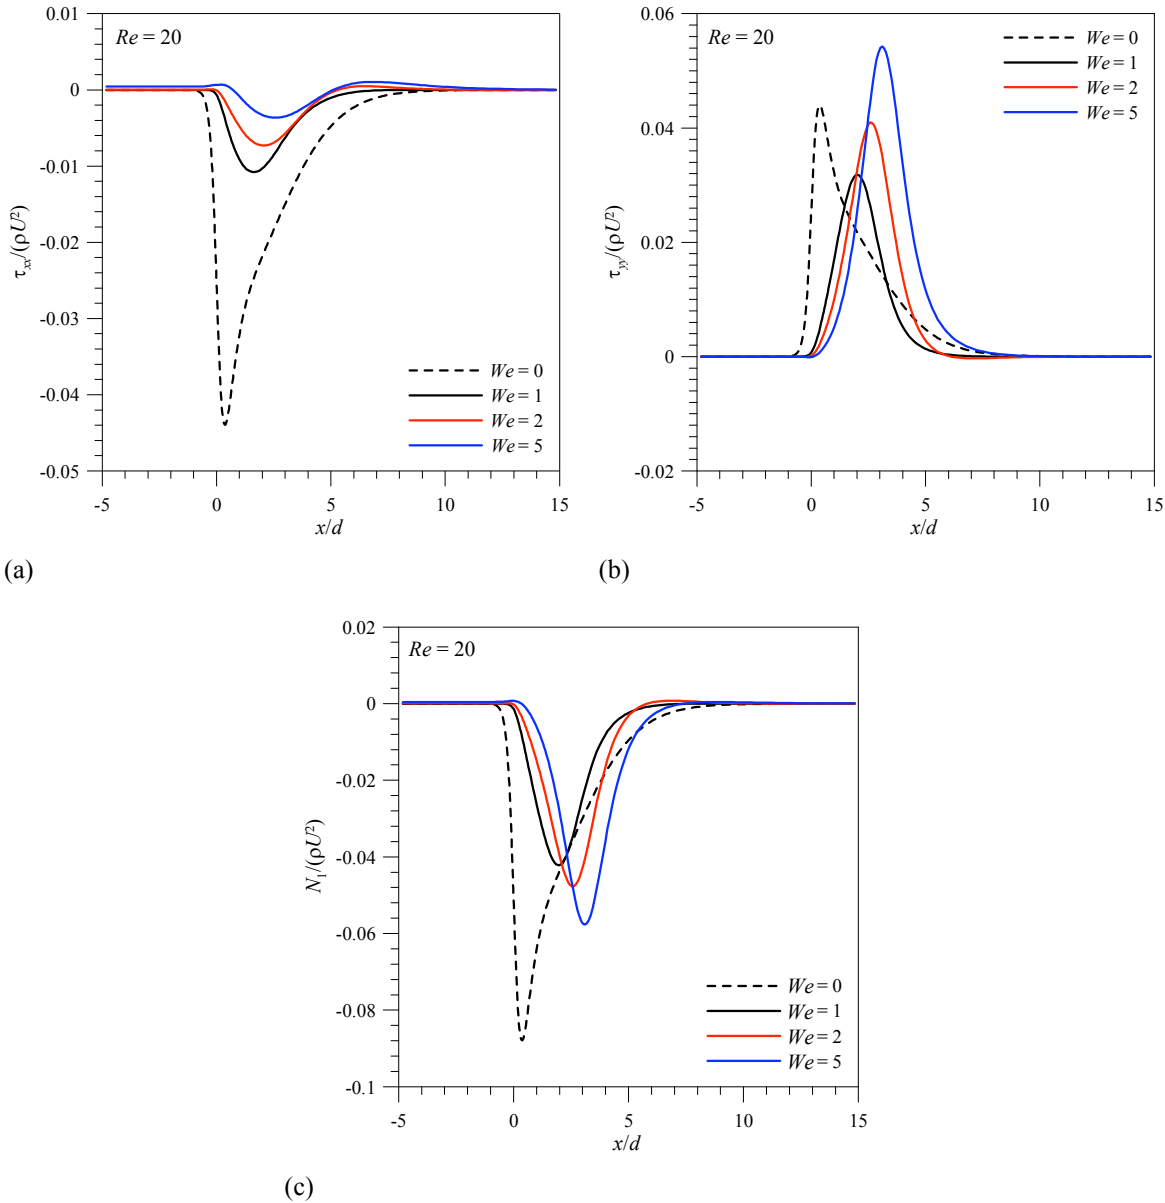 0.01
0
-0.01
-0.02
-0.03
-0.04
-0.05
τxx/(ρU²)
Re = 20
We = 0
We = 1
We = 2
We = 5
-5 0 5 10 15
x/d
(a)
0.06
0.04
0.02
0
-0.02
τyy/(ρU²)
Re = 20
We = 0
We = 1
We = 2
We = 5
-5 0 5 10 15
x/d
(b)
0.02
0
-0.02
-0.04
-0.06
-0.08
-0.1
N₁/(ρU²)
Re = 20
We = 0
We = 1
We = 2
We = 5
-5 0 5 10 15
x/d
(c)